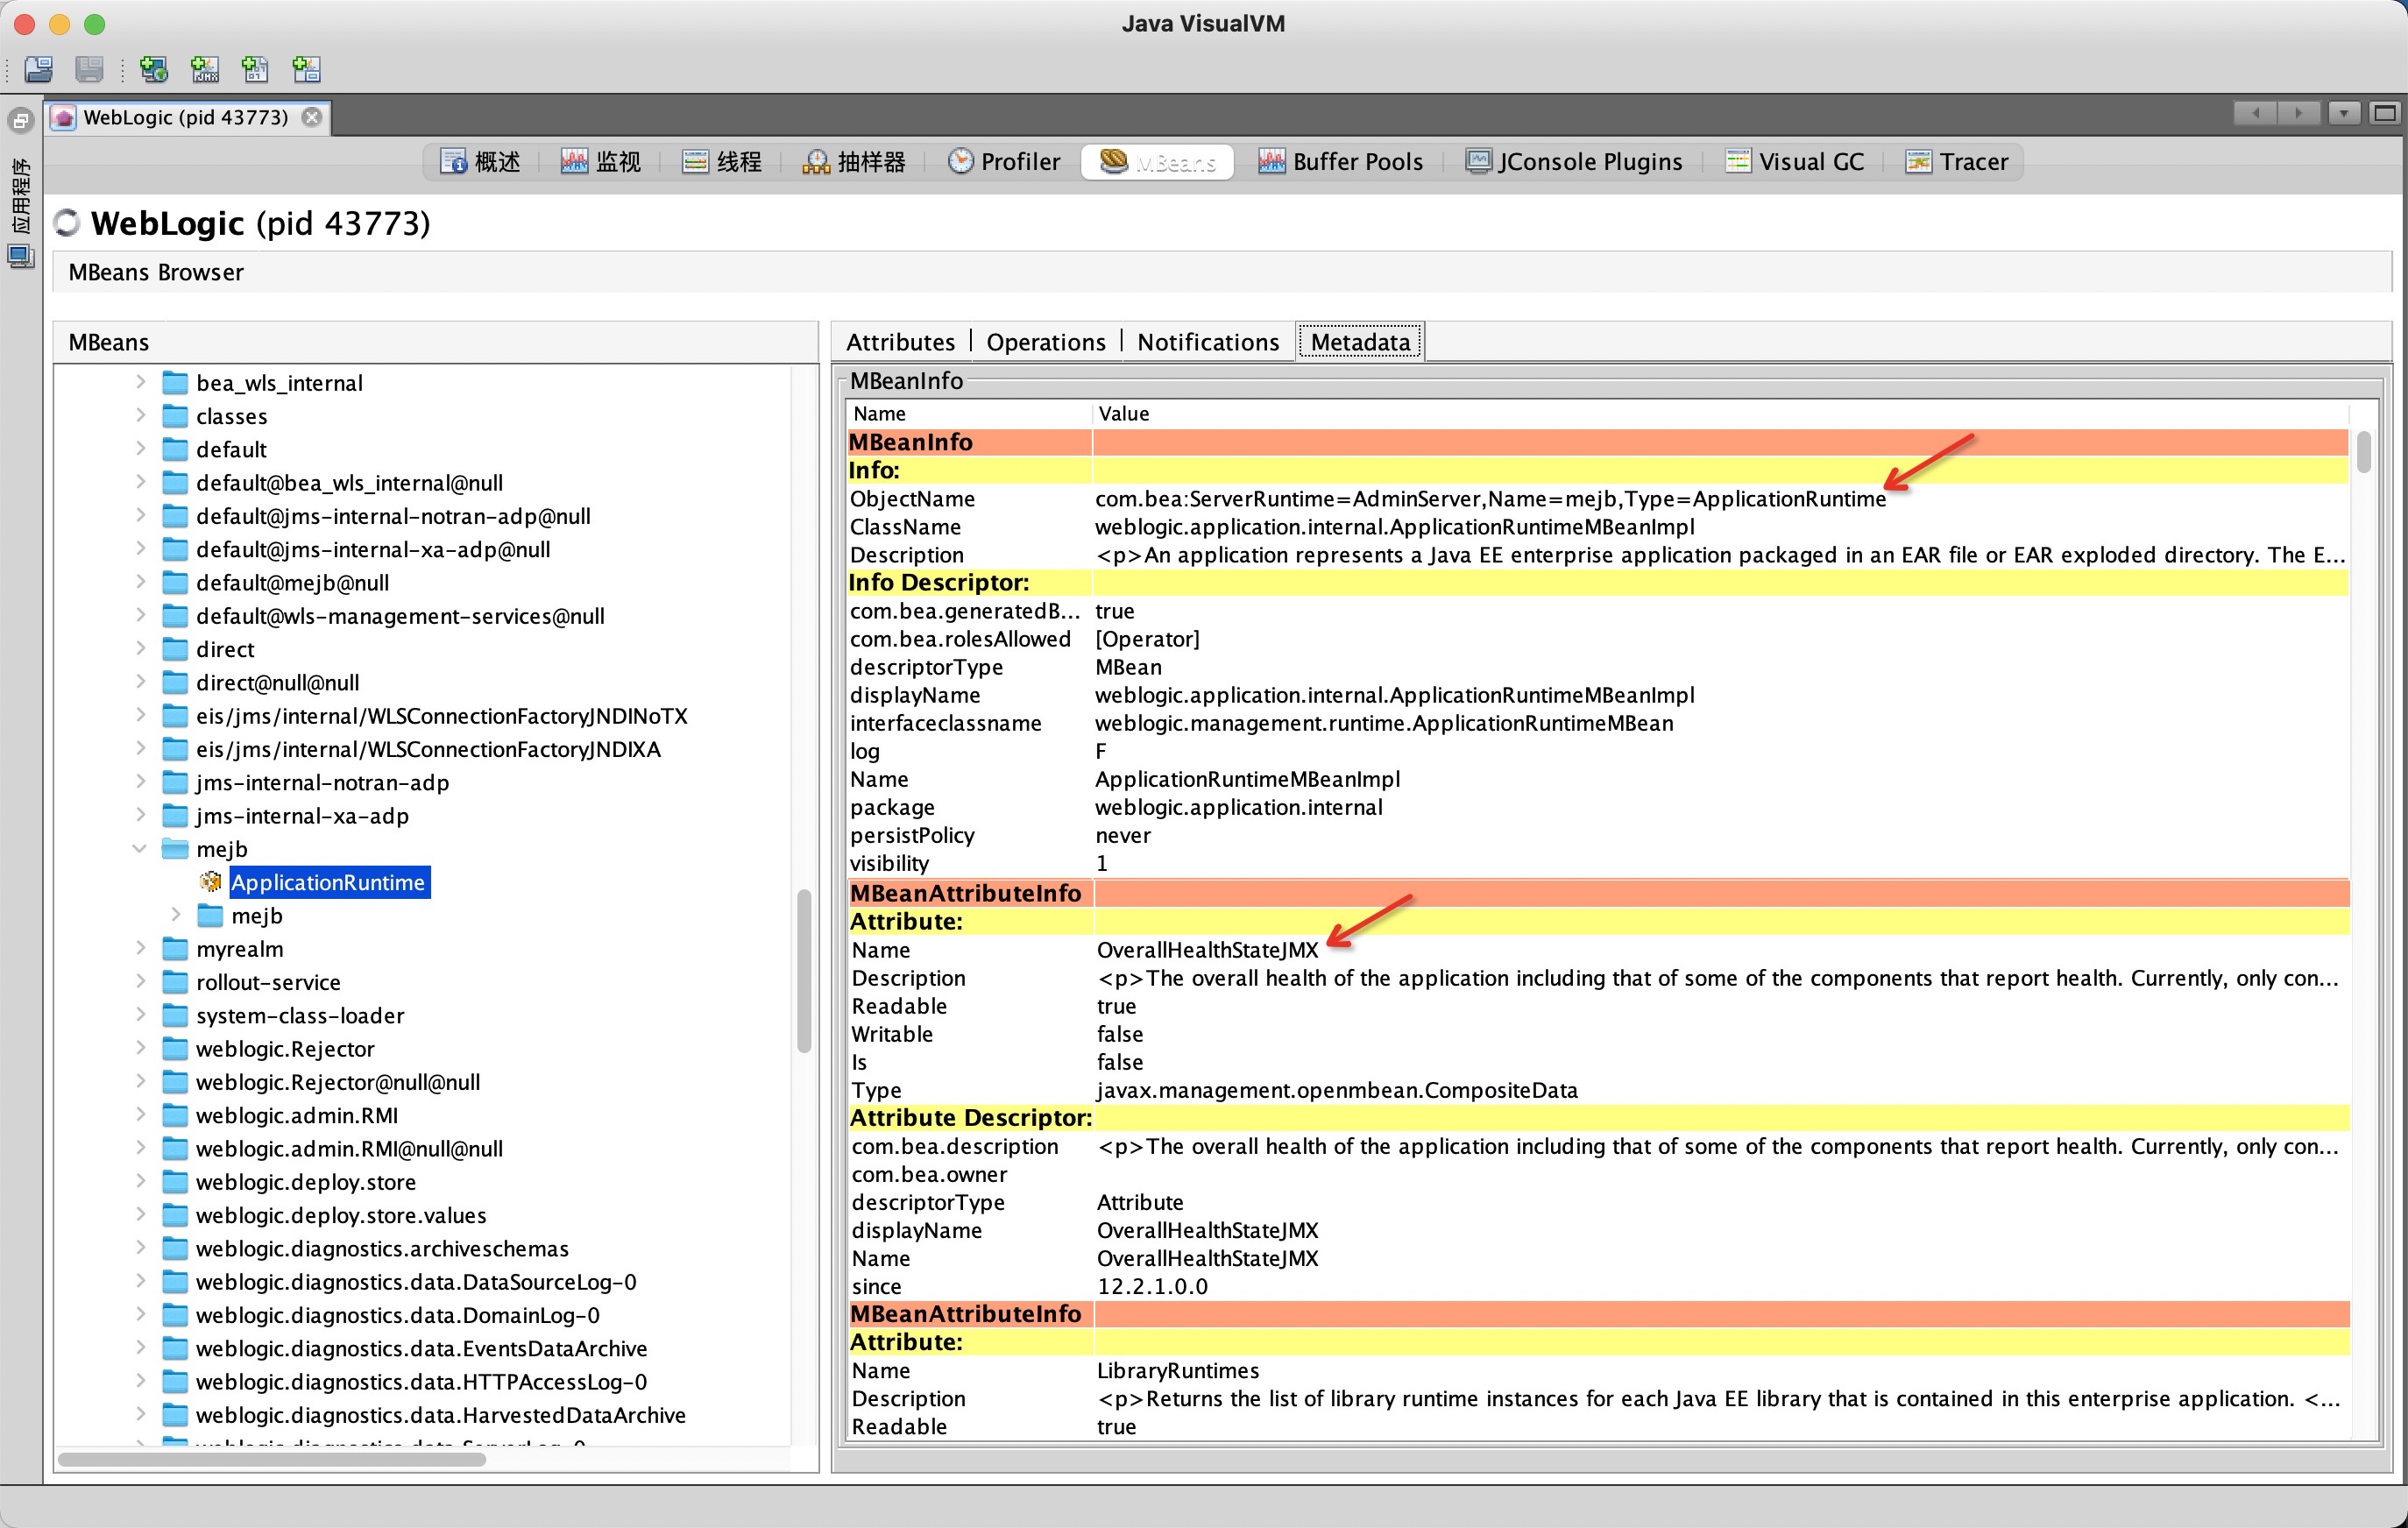 Java VisualVM
WebLogic (pid 43773)
应用程序
概述
监视
线程
抽样器
Profiler
MBeans
Buffer Pools
JConsole Plugins
Visual GC
Tracer
WebLogic (pid 43773)
MBeans Browser
MBeans
bea_wls_internal
classes
default
default@bea_wls_internal@null
default@jms-internal-notran-adp@null
default@jms-internal-xa-adp@null
default@mejb@null
default@wls-management-services@null
direct
direct@null@null
eis/jms/internal/WLSConnectionFactoryJNDINoTX
eis/jms/internal/WLSConnectionFactoryJNDIXA
jms-internal-notran-adp
jms-internal-xa-adp
mejb
ApplicationRuntime
mejb
myrealm
rollout-service
system-class-loader
weblogic.Rejector
weblogic.Rejector@null@null
weblogic.admin.RMI
weblogic.admin.RMI@null@null
weblogic.deploy.store
weblogic.deploy.store.values
weblogic.diagnostics.archiveschemas
weblogic.diagnostics.data.DataSourceLog-0
weblogic.diagnostics.data.DomainLog-0
weblogic.diagnostics.data.EventsDataArchive
weblogic.diagnostics.data.HTTPAccessLog-0
weblogic.diagnostics.data.HarvestedDataArchive
Attributes
Operations
Notifications
Metadata
MBeanInfo
Name Value
MBeanInfo
Info:
ObjectName com.bea:ServerRuntime=AdminServer,Name=mejb,Type=ApplicationRuntime
ClassName weblogic.application.internal.ApplicationRuntimeMBeanImpl
Description <p>An application represents a Java EE enterprise application packaged in an EAR file or EAR exploded directory. The E...
Info Descriptor:
com.bea.generatedB... true
com.bea.rolesAllowed [Operator]
descriptorType MBean
displayName weblogic.application.internal.ApplicationRuntimeMBeanImpl
interfaceclassname weblogic.management.runtime.ApplicationRuntimeMBean
log F
Name ApplicationRuntimeMBeanImpl
package weblogic.application.internal
persistPolicy never
visibility 1
MBeanAttributeInfo
Attribute:
Name OverallHealthStateJMX
Description <p>The overall health of the application including that of some of the components that report health. Currently, only con...
Readable true
Writable false
Is false
Type javax.management.openmbean.CompositeData
Attribute Descriptor:
com.bea.description <p>The overall health of the application including that of some of the components that report health. Currently, only con...
com.bea.owner
descriptorType Attribute
displayName OverallHealthStateJMX
Name OverallHealthStateJMX
since 12.2.1.0.0
MBeanAttributeInfo
Attribute:
Name LibraryRuntimes
Description <p>Returns the list of library runtime instances for each Java EE library that is contained in this enterprise application. <...
Readable true